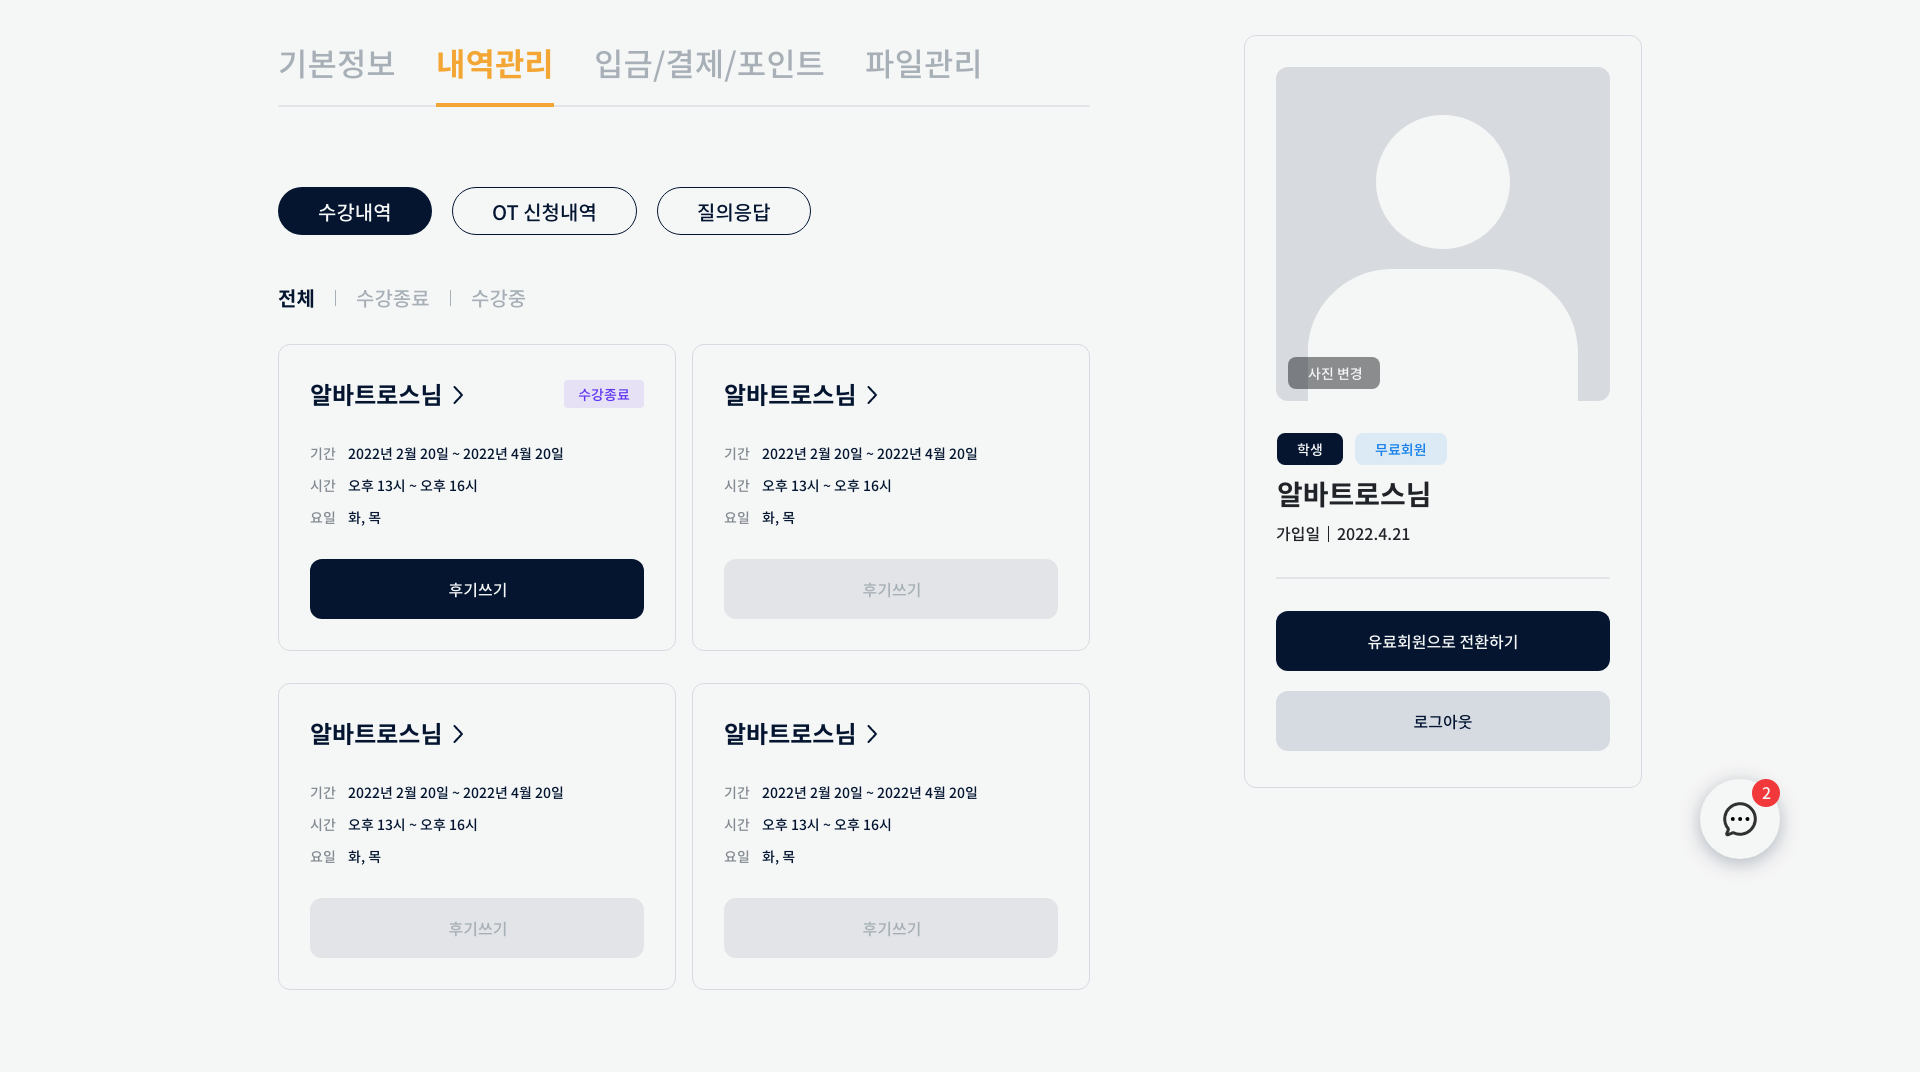 기본정보 내역관리 입금/결제/포인트 파일관리
수강내역 OT 신청내역 질의응답
전체 수강종료 수강중
알바트로스님 수강종료
기간 2022년 2월 20일 ~ 2022년 4월 20일
시간 오후 13시 ~ 오후 16시
요일 화, 목
후기쓰기
알바트로스님
기간 2022년 2월 20일 ~ 2022년 4월 20일
시간 오후 13시 ~ 오후 16시
요일 화, 목
후기쓰기
알바트로스님
기간 2022년 2월 20일 ~ 2022년 4월 20일
시간 오후 13시 ~ 오후 16시
요일 화, 목
후기쓰기
알바트로스님
기간 2022년 2월 20일 ~ 2022년 4월 20일
시간 오후 13시 ~ 오후 16시
요일 화, 목
후기쓰기
사진 변경
학생 무료회원
알바트로스님
가입일 2022.4.21
유료회원으로 전환하기
로그아웃
2